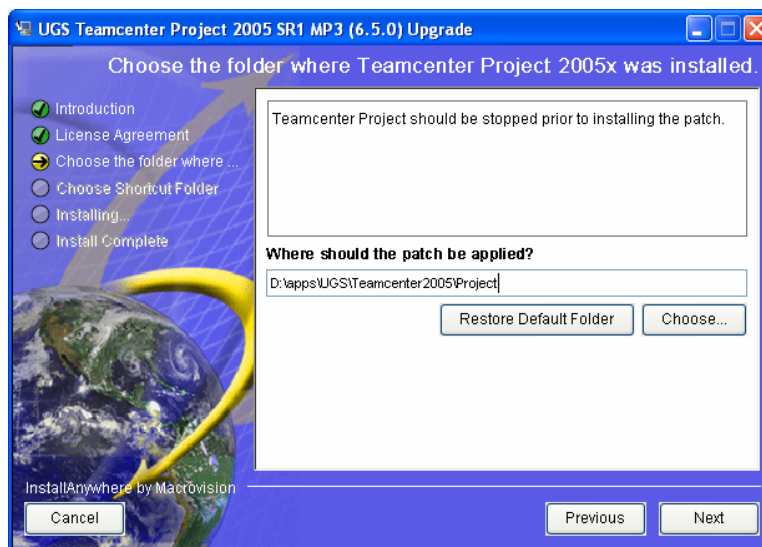 UGS Teamcenter Project 2005 SR1 MP3 (6.5.0) Upgrade
Choose the folder where Teamcenter Project 2005x was installed.
Introduction
License Agreement
Choose the folder where ...
Choose Shortcut Folder
Installing...
Install Complete
Teamcenter Project should be stopped prior to installing the patch.
Where should the patch be applied?
D:\apps\UGS\Teamcenter2005\Project
Restore Default Folder
Choose...
InstallAnywhere by Macrovision
Cancel
Previous
Next